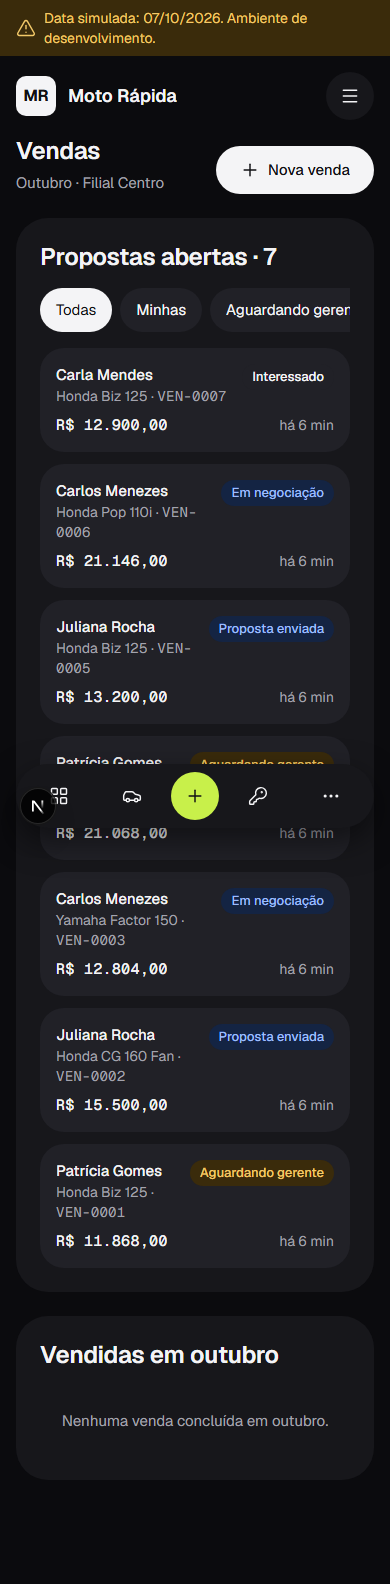 Data simulada: 07/10/2026. Ambiente de
desenvolvimento.
MR Moto Rápida
Vendas
Outubro · Filial Centro
+ Nova venda
Propostas abertas · 7
Todas Minhas Aguardando geren
Carla Mendes Interessado
Honda Biz 125 · VEN-0007
R$ 12.900,00 há 6 min
Carlos Menezes Em negociação
Honda Pop 110i · VEN-
0006
R$ 21.146,00 há 6 min
Juliana Rocha Proposta enviada
Honda Biz 125 · VEN-
0005
R$ 13.200,00 há 6 min
Patrícia Gomes Aguardando gerente
N
R$ 21.068,00 há 6 min
Carlos Menezes Em negociação
Yamaha Factor 150 ·
VEN-0003
R$ 12.804,00 há 6 min
Juliana Rocha Proposta enviada
Honda CG 160 Fan ·
VEN-0002
R$ 15.500,00 há 6 min
Patrícia Gomes Aguardando gerente
Honda Biz 125 ·
VEN-0001
R$ 11.868,00 há 6 min
Vendidas em outubro
Nenhuma venda concluída em outubro.